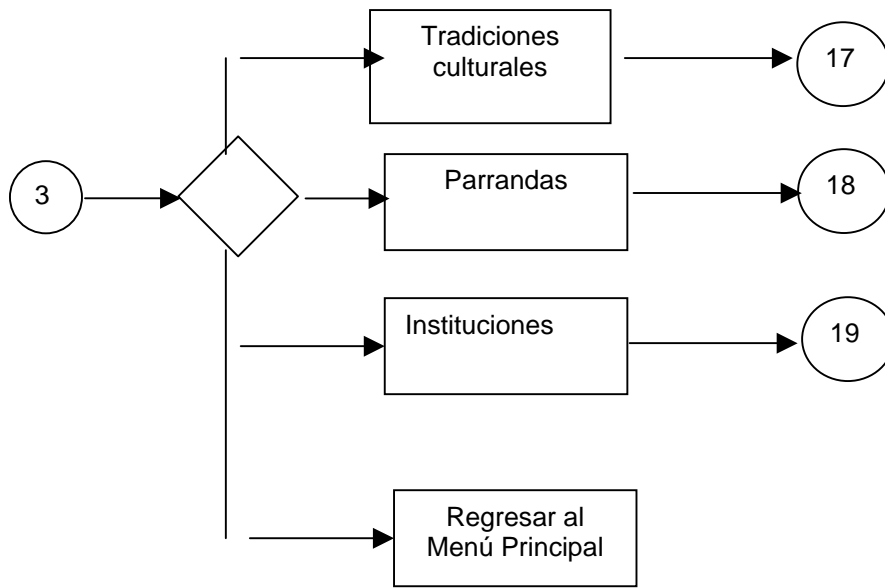 Tradiciones
culturales
17
3
Parrandas
18
Instituciones
19
Regresar al
Menú Principal